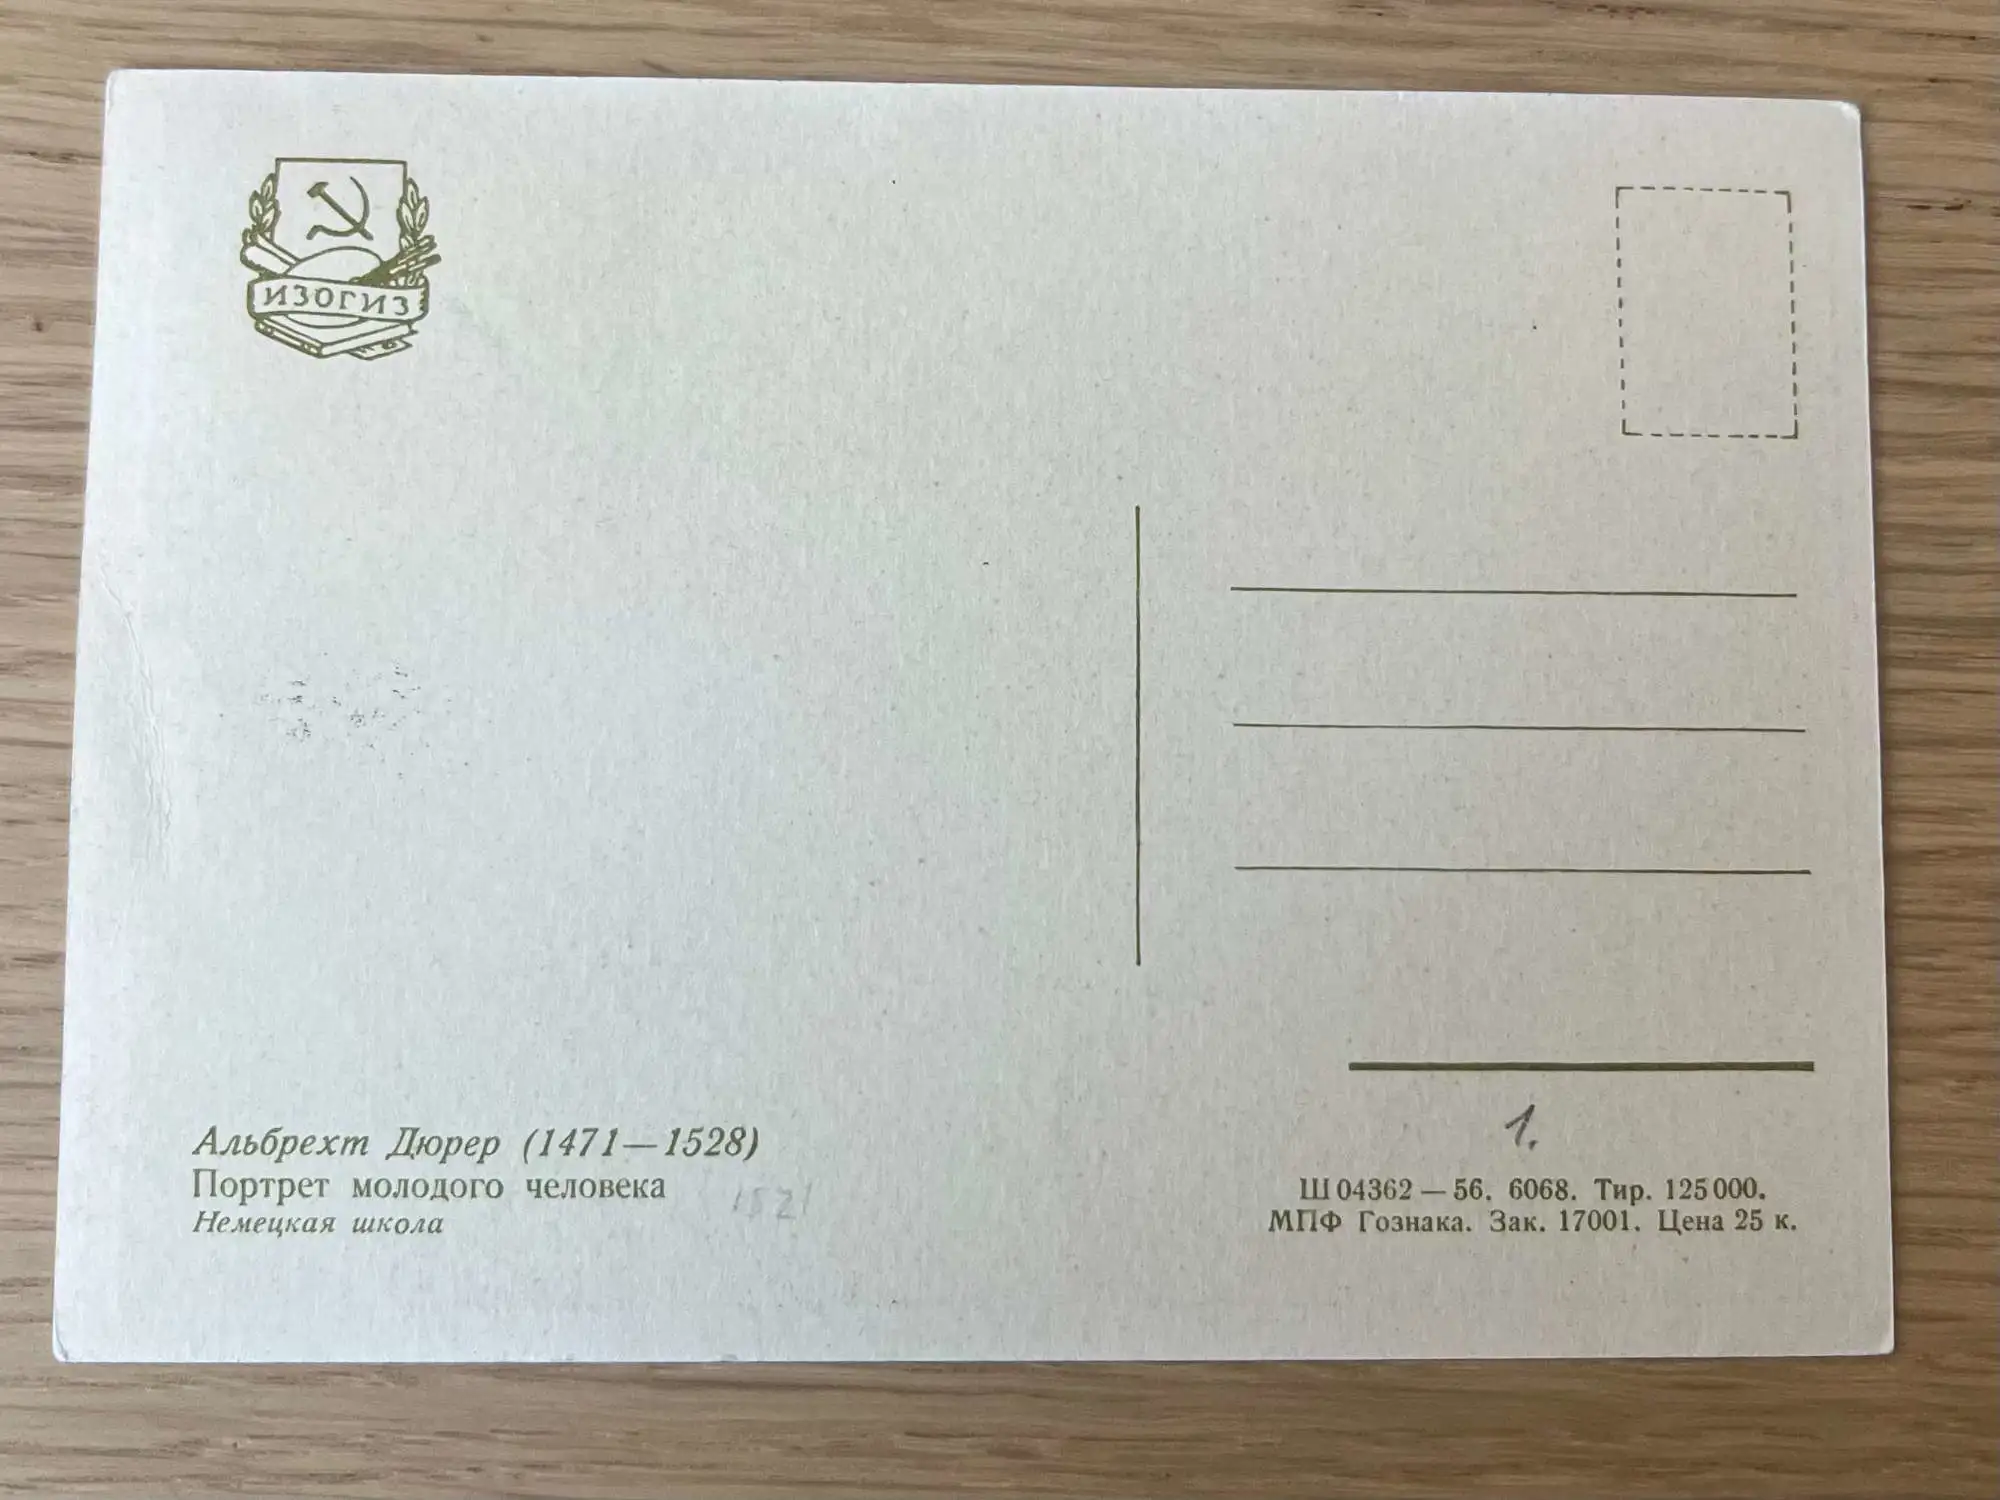 ИЗОГИЗ
Альбрехт Дюрер (1471—1528)
Портрет молодого человека 1521
Немецкая школа
1.
Ш 04362 — 56. 6068. Тир. 125 000.
МПФ Гознака. Зак. 17001. Цена 25 к.